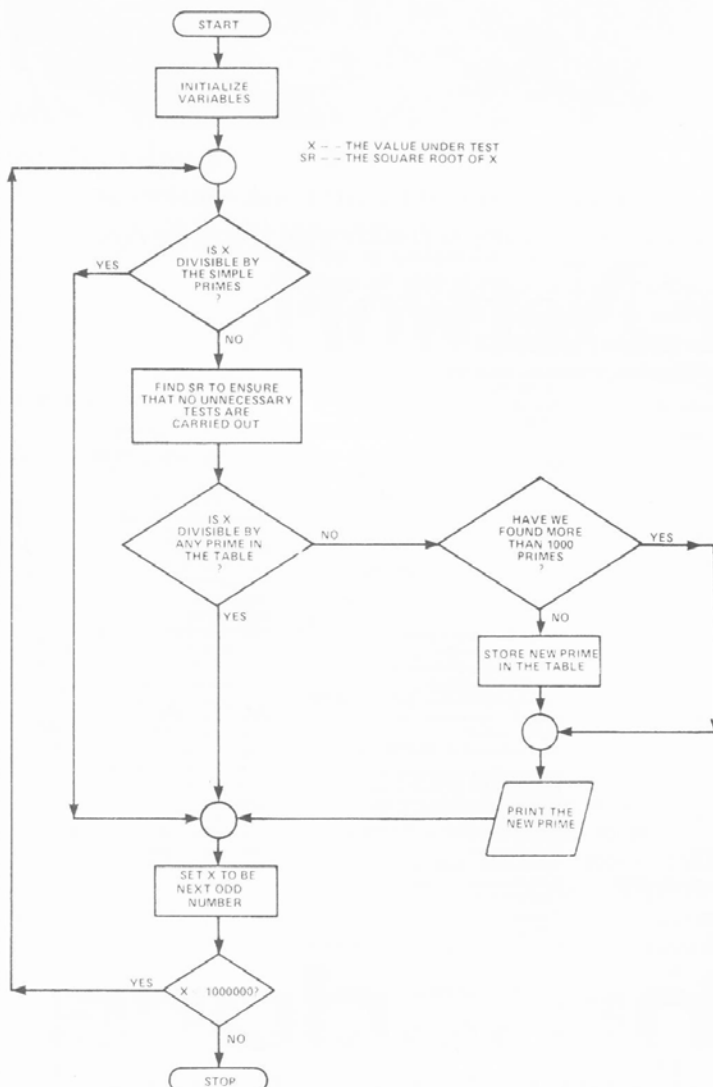 START
INITIALIZE
VARIABLES
X -- THE VALUE UNDER TEST
SR -- THE SQUARE ROOT OF X
IS X
DIVISIBLE BY
THE SIMPLE
PRIMES
?
YES
NO
FIND SR TO ENSURE
THAT NO UNNECESSARY
TESTS ARE
CARRIED OUT
IS X
DIVISIBLE BY
ANY PRIME IN
THE TABLE
?
NO
YES
HAVE WE
FOUND MORE
THAN 1000
PRIMES
?
YES
NO
STORE NEW PRIME
IN THE TABLE
PRINT THE
NEW PRIME
SET X TO BE
NEXT ODD
NUMBER
X 1000000?
YES
NO
STOP